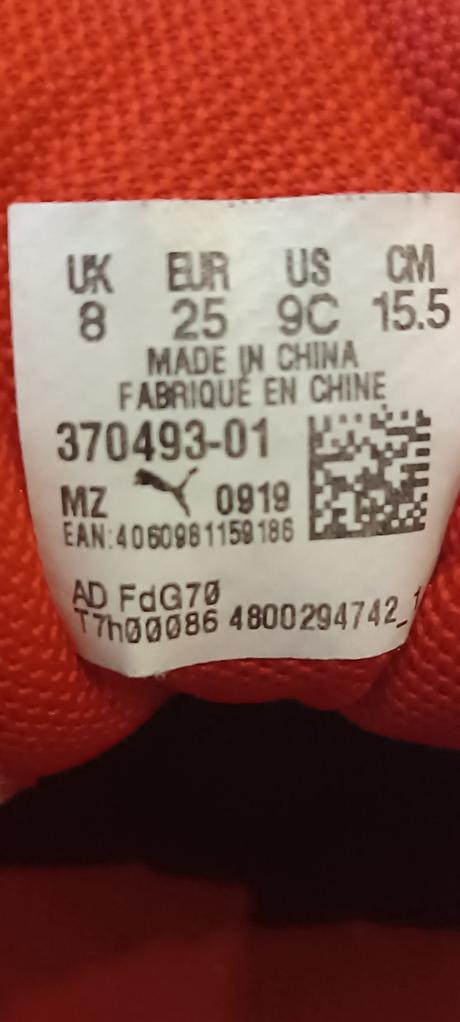 UK EUR US CM
8 25 9C 15.5
MADE IN CHINA
FABRIQUÉ EN CHINE
370493-01
MZ 0919
EAN:4060981159186
AD FdG70
T7h00086 4800294742_1